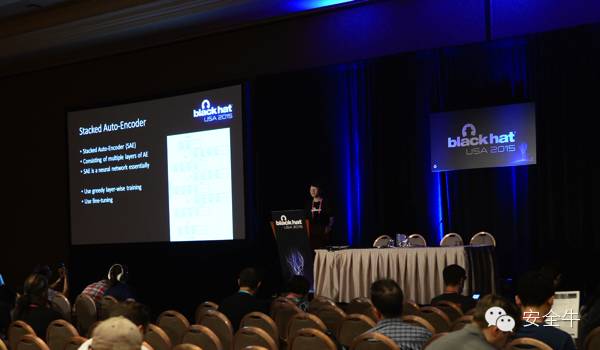 black hat
USA 2015
Stacked Auto-Encoder
• Stacked Auto-Encoder (SAE)
• Consisting of multiple layers of AE
• SAE is a neural network essentially
• Use greedy layer-wise training
• Use fine-tuning
black hat
USA 2015
black hat
USA 2015
安全牛